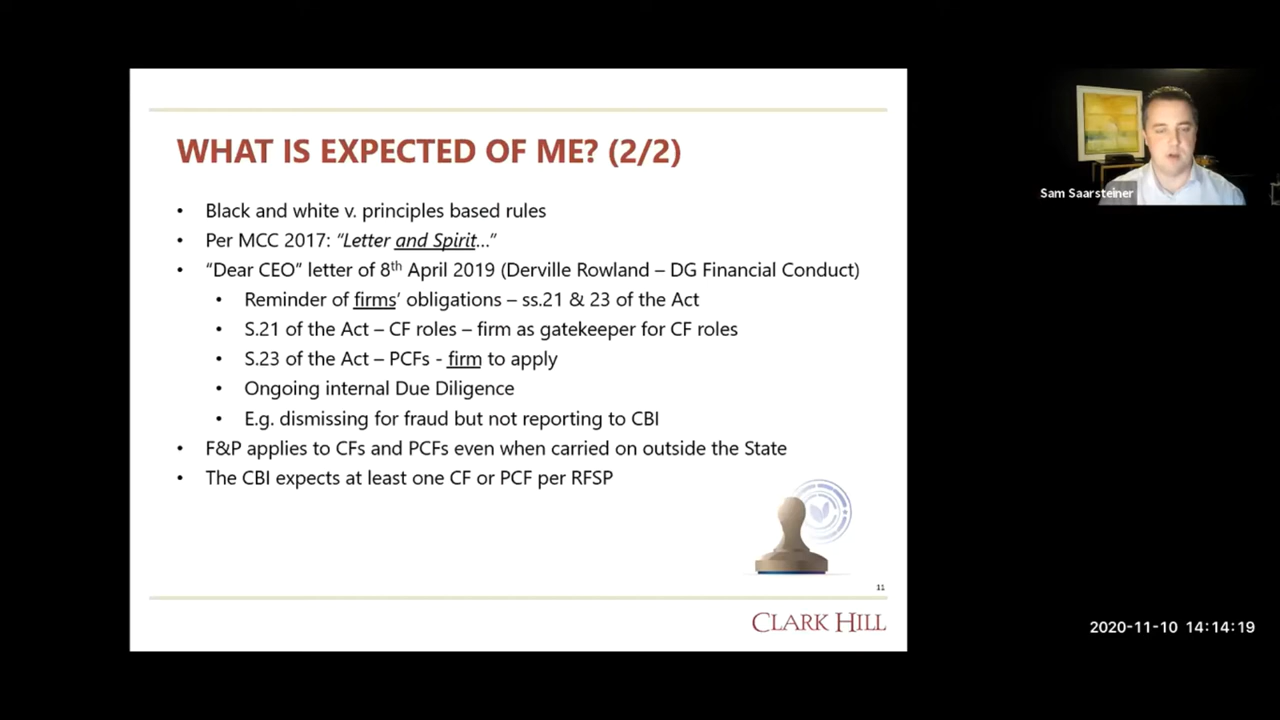 WHAT IS EXPECTED OF ME? (2/2)
• Black and white v. principles based rules
• Per MCC 2017: “Letter and Spirit…”
• “Dear CEO” letter of 8th April 2019 (Derville Rowland – DG Financial Conduct)
• Reminder of firms’ obligations – ss.21 & 23 of the Act
• S.21 of the Act – CF roles – firm as gatekeeper for CF roles
• S.23 of the Act – PCFs - firm to apply
• Ongoing internal Due Diligence
• E.g. dismissing for fraud but not reporting to CBI
• F&P applies to CFs and PCFs even when carried on outside the State
• The CBI expects at least one CF or PCF per RFSP
11
CLARK HILL
Sam Saarsteiner
2020-11-10 14:14:19